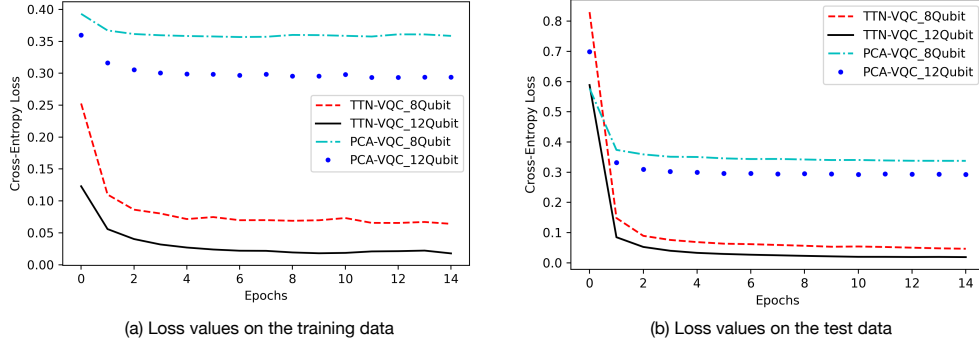 0.40
0.35
0.30
0.25
0.20
0.15
0.10
0.05
0.00
Cross-Entropy Loss
TTN-VQC_8Qubit
TTN-VQC_12Qubit
PCA-VQC_8Qubit
PCA-VQC_12Qubit
0 2 4 6 8 10 12 14
Epochs
(a) Loss values on the training data
0.8
0.7
0.6
0.5
0.4
0.3
0.2
0.1
0.0
Cross-Entropy Loss
TTN-VQC_8Qubit
TTN-VQC_12Qubit
PCA-VQC_8Qubit
PCA-VQC_12Qubit
0 2 4 6 8 10 12 14
Epochs
(b) Loss values on the test data